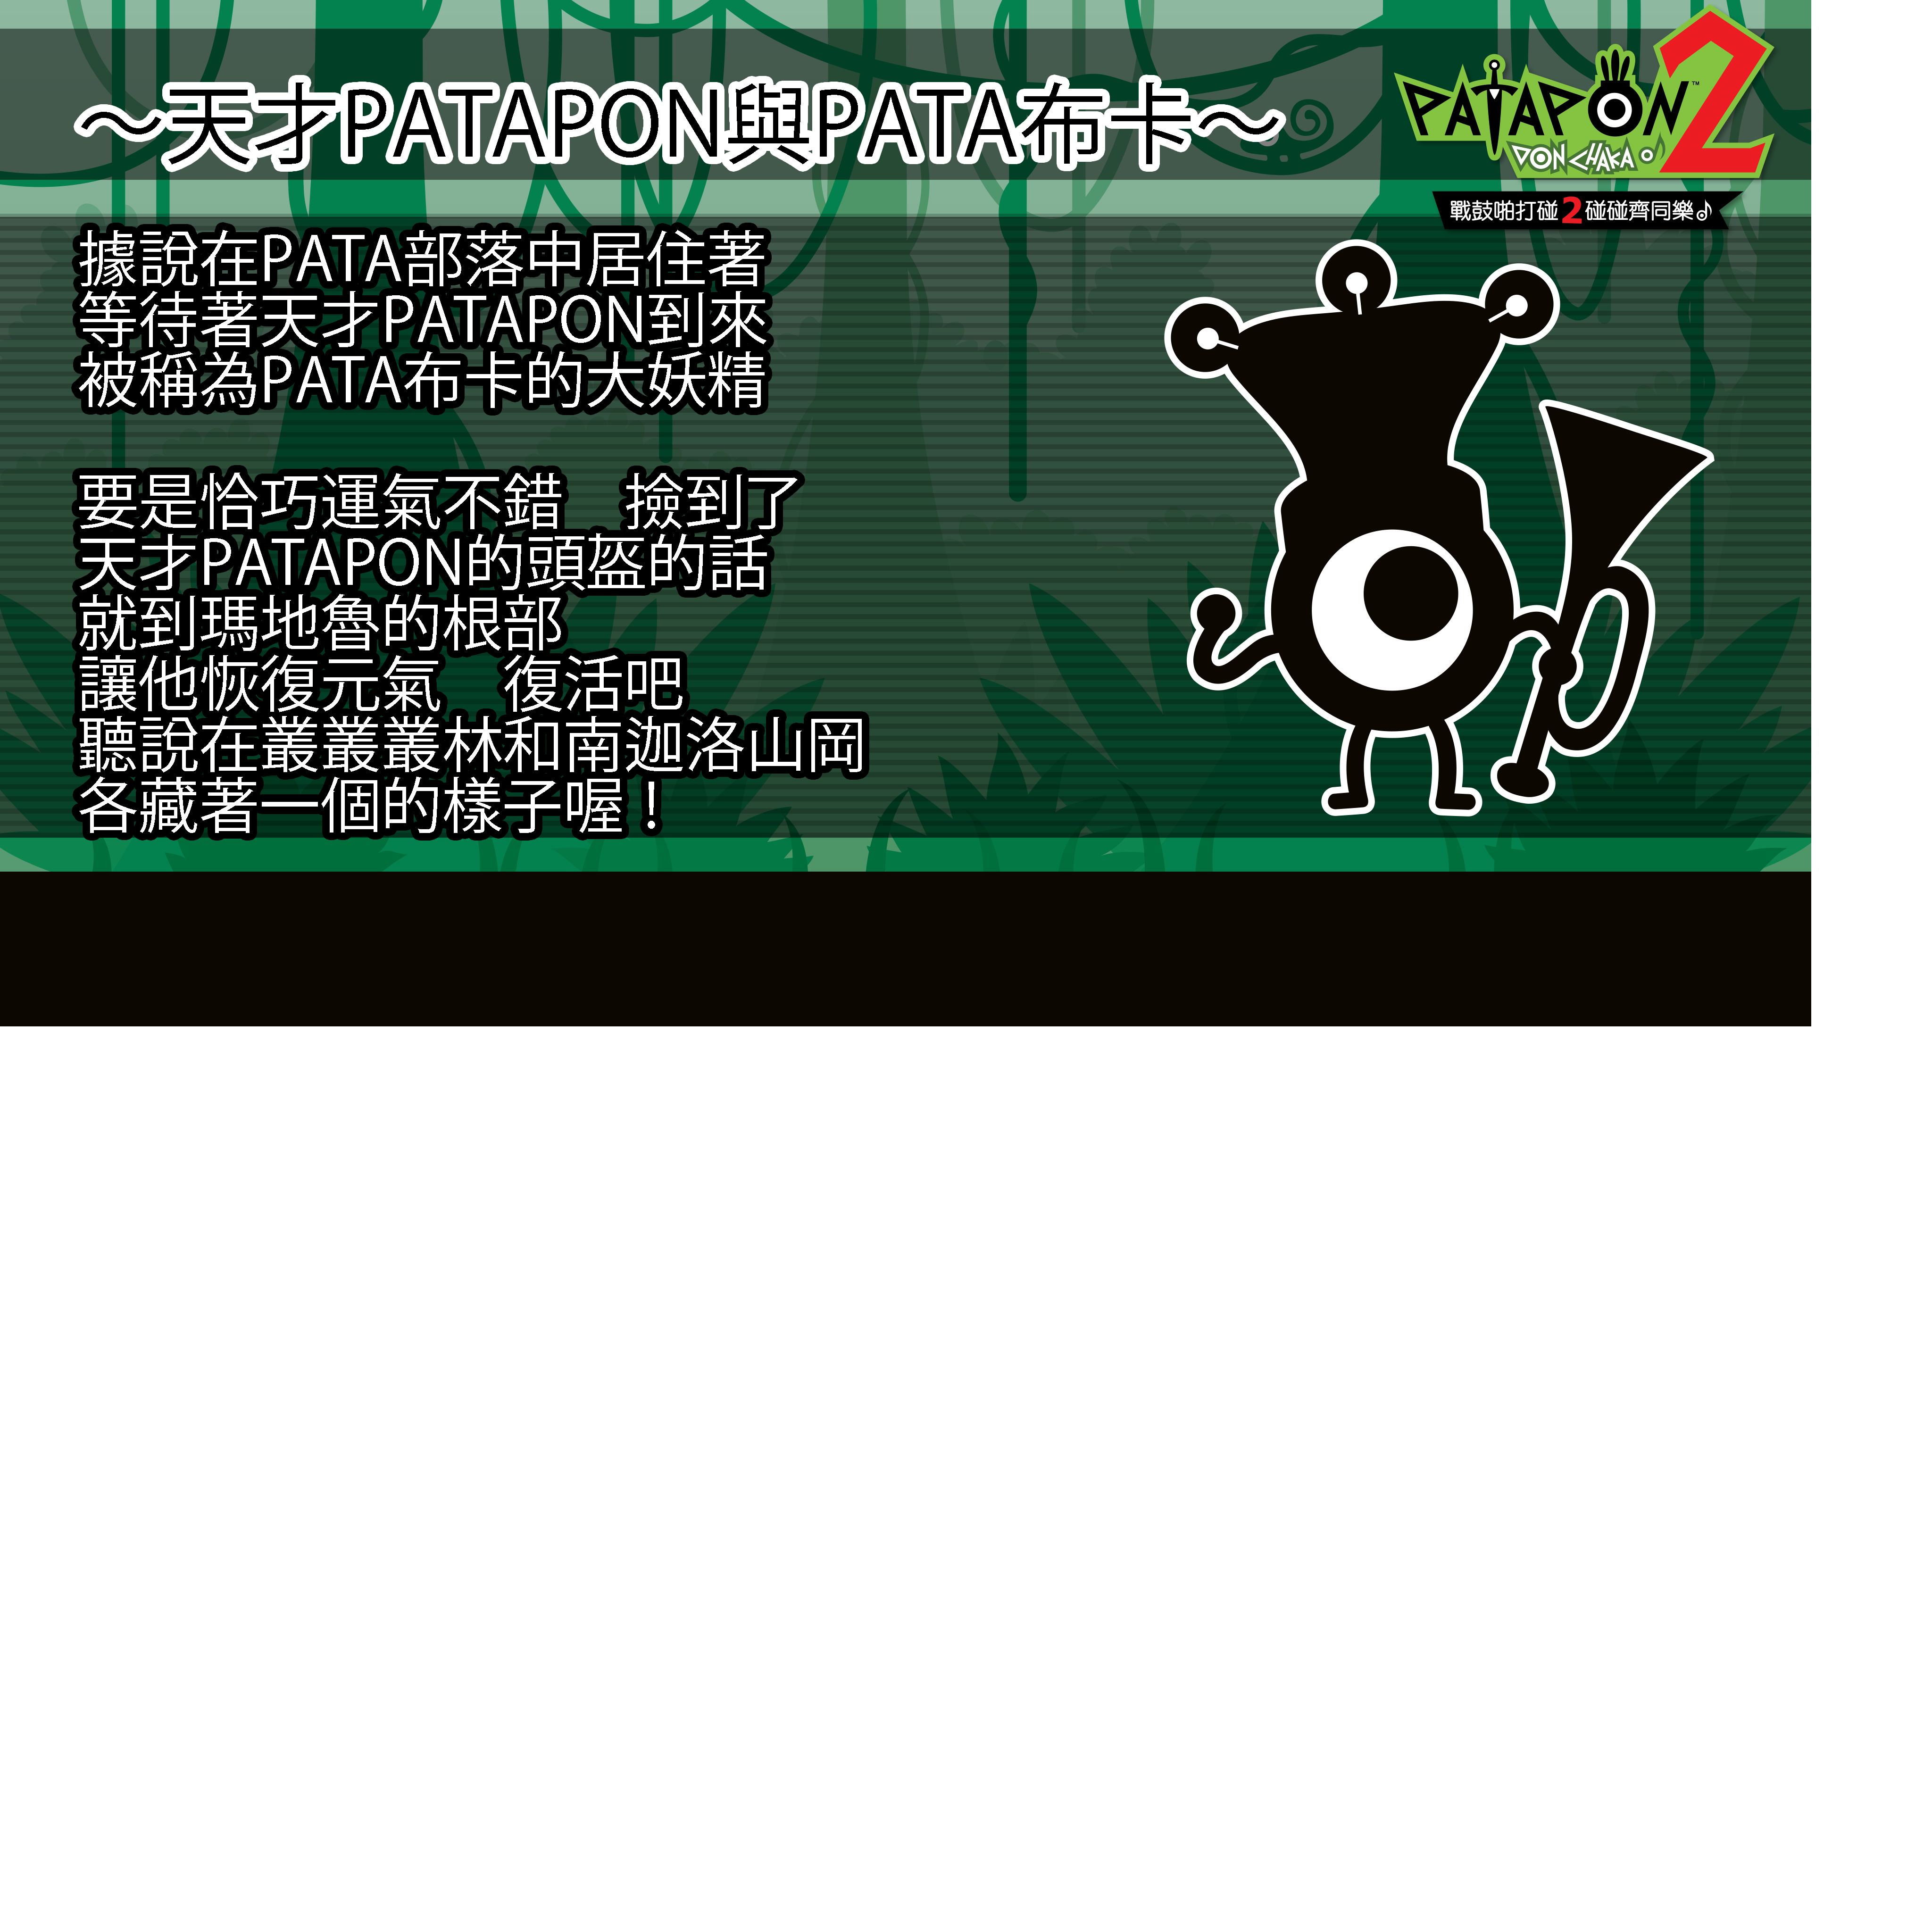 ～天才PATAPON與PATA布卡～
PATAPON2™
DON CHAKA♪
戰鼓啪打碰2碰碰齊同樂♪
據說在PATA部落中居住著
等待著天才PATAPON到來
被稱為PATA布卡的大妖精
要是恰巧運氣不錯　撿到了
天才PATAPON的頭盔的話
就到瑪地魯的根部
讓他恢復元氣　復活吧
聽說在叢叢叢林和南迦洛山岡
各藏著一個的樣子喔！